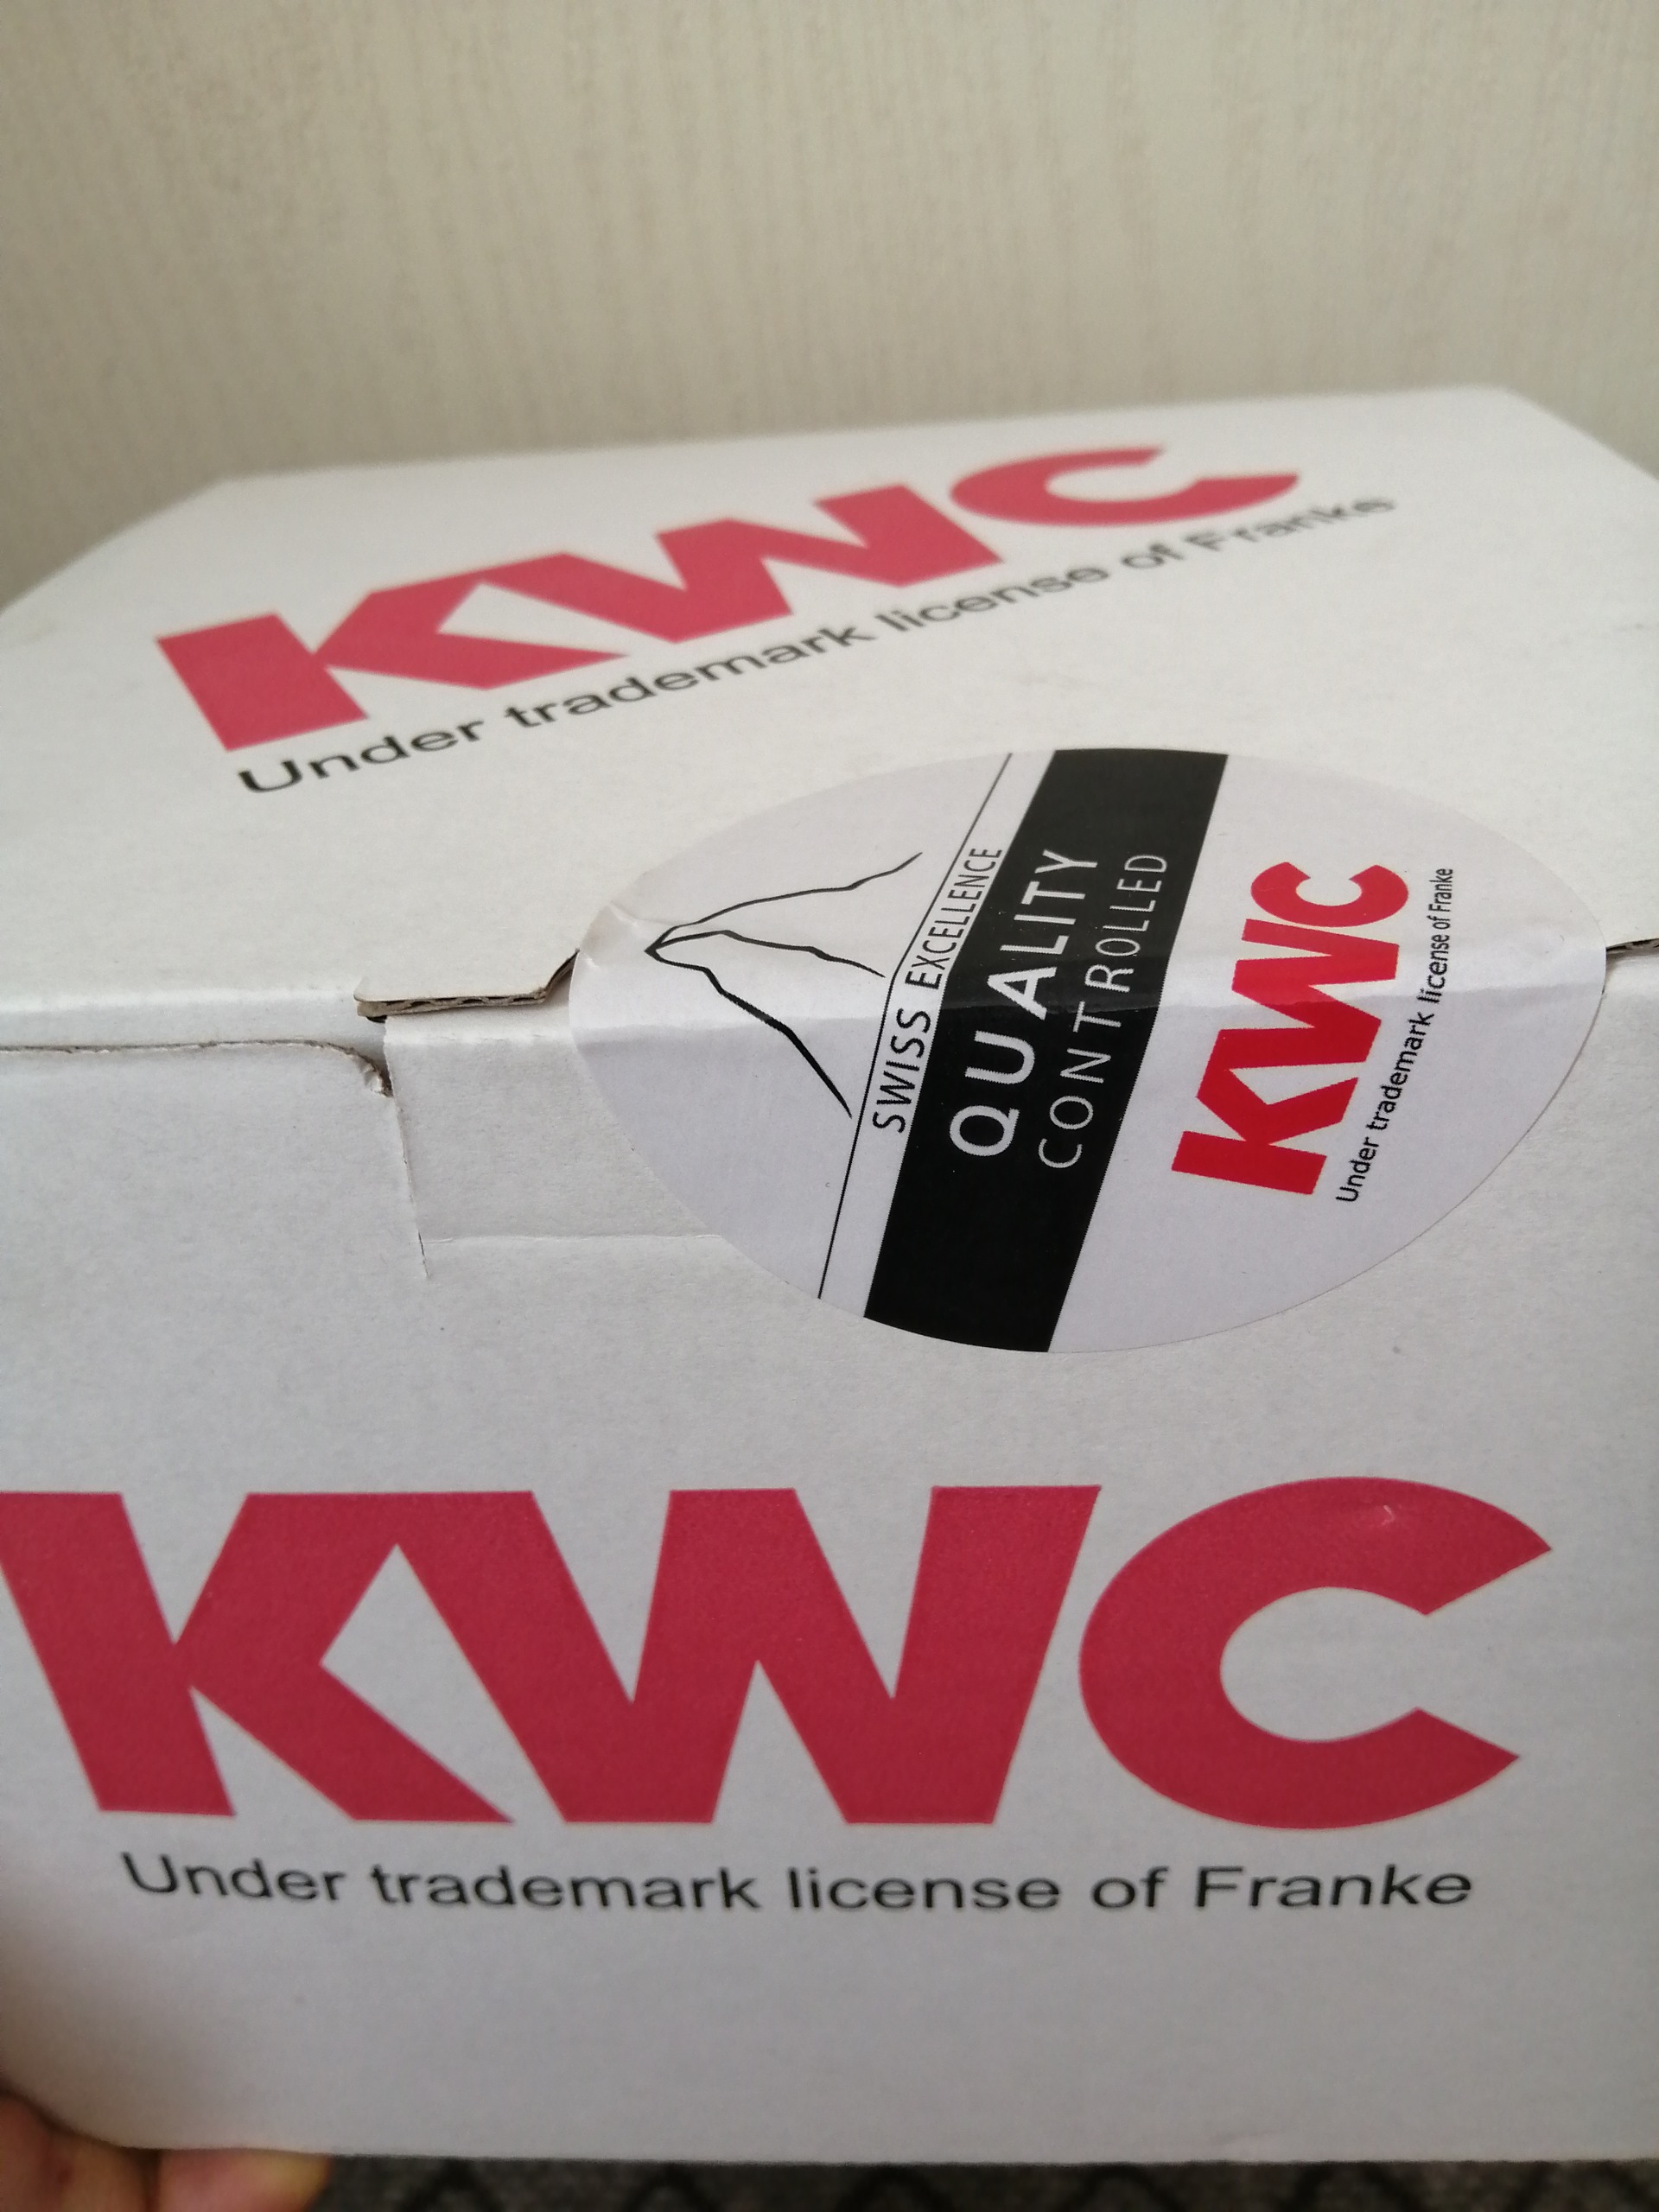 KWC
Under trademark license of Franke
SWISS EXCELLENCE
QUALITY
CONTROLLED
KWC
Under trademark license of Franke
KWC
Under trademark license of Franke